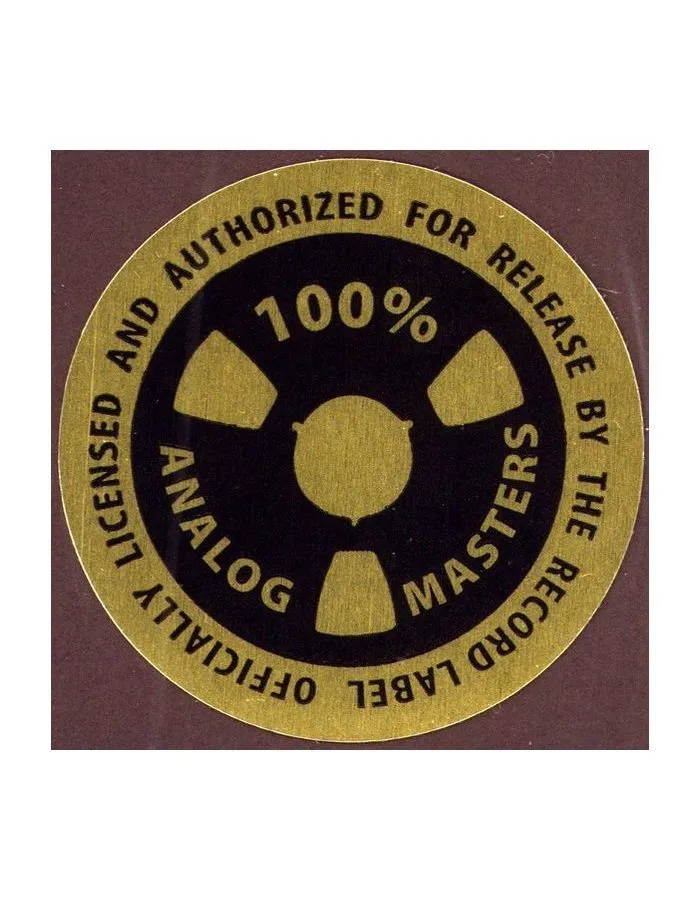 OFFICIALLY LICENSED AND AUTHORIZED FOR RELEASE BY THE RECORD LABEL
100%
ANALOG
MASTERS